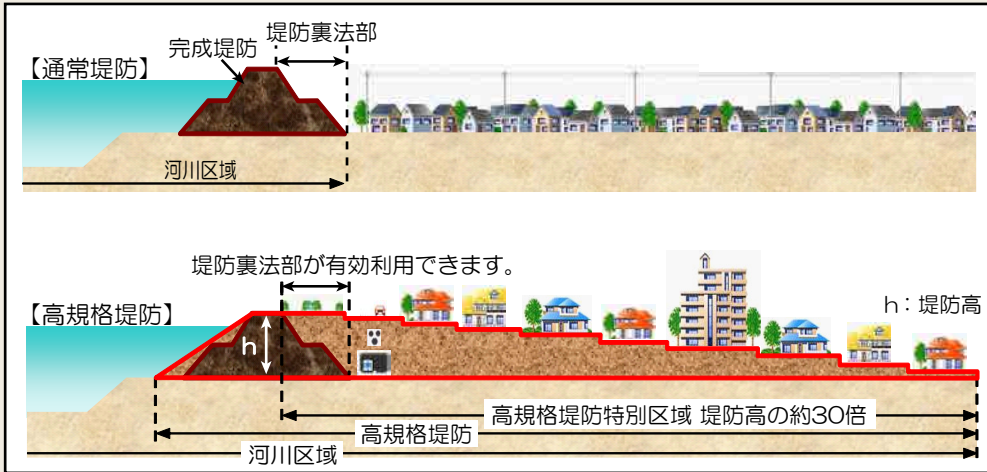 堤防裏法部
完成堤防
【通常堤防】
河川区域
堤防裏法部が有効利用できます。
【高規格堤防】
h:堤防高
h
高規格堤防特別区域 堤防高の約30倍
高規格堤防
河川区域